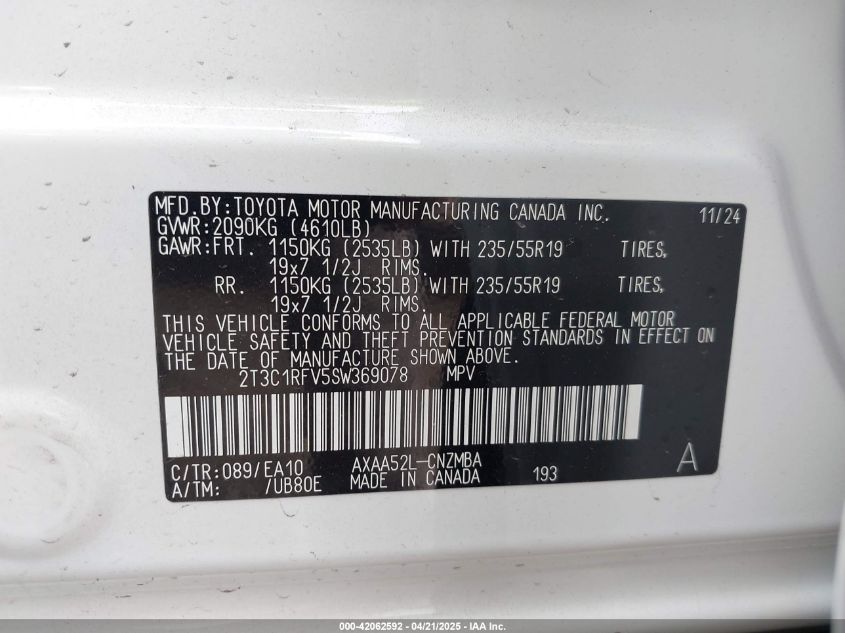 MFD.BY:TOYOTA MOTOR MANUFACTURING CANADA INC. 11/24
GVWR:2090KG (4610LB)
GAWR:FRT. 1150KG (2535LB) WITH 235/55R19 TIRES,
19x7 1/2J RIMS.
RR. 1150KG (2535LB) WITH 235/55R19 TIRES,
19x7 1/2J RIMS.
THIS VEHICLE CONFORMS TO ALL APPLICABLE FEDERAL MOTOR
VEHICLE SAFETY AND THEFT PREVENTION STANDARDS IN EFFECT ON
THE DATE OF MANUFACTURE SHOWN ABOVE.
2T3C1RFV5SW369078 MPV
C/TR:089/EA10 AXAA52L-CNZMBA A
A/TM: /UB80E MADE IN CANADA 193
000-42062592 - 04/21/2025 - IAA Inc.